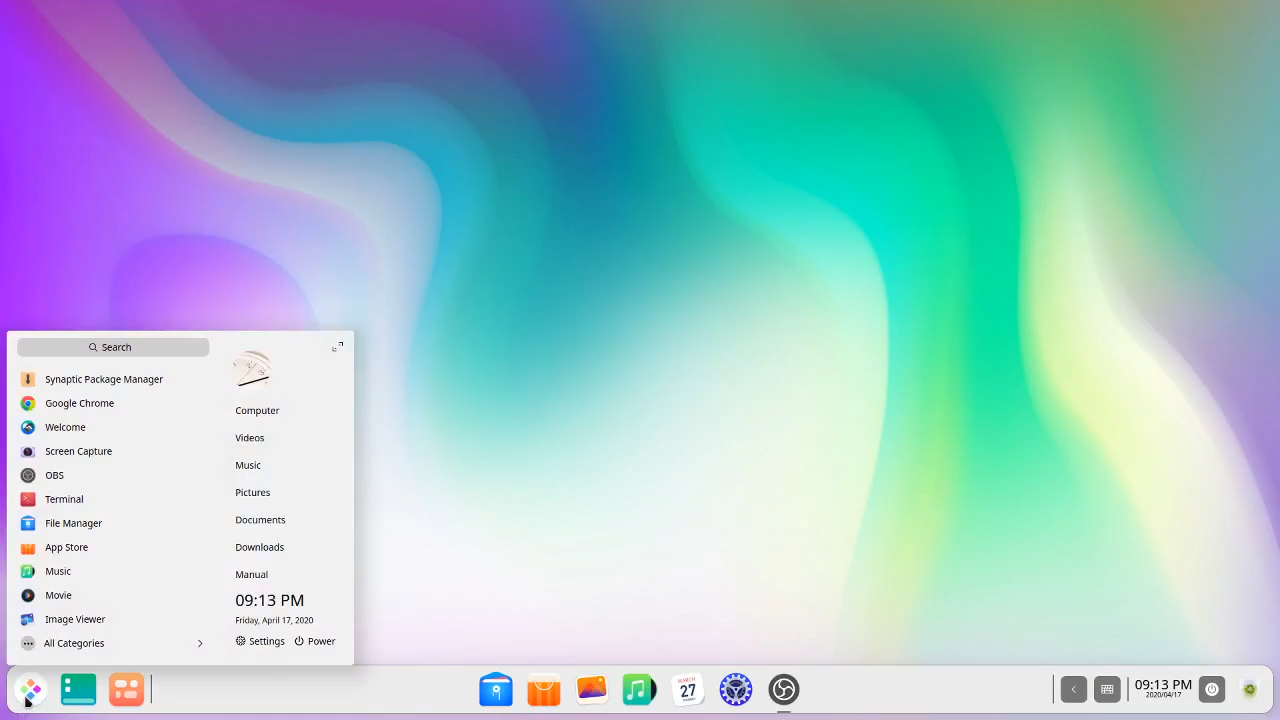 Search
Synaptic Package Manager
Google Chrome
Welcome
Screen Capture
OBS
Terminal
File Manager
App Store
Music
Movie
Image Viewer
All Categories
Computer
Videos
Music
Pictures
Documents
Downloads
Manual
09:13 PM
Friday, April 17, 2020
Settings
Power
MARCH
27
09:13 PM
2020/04/17